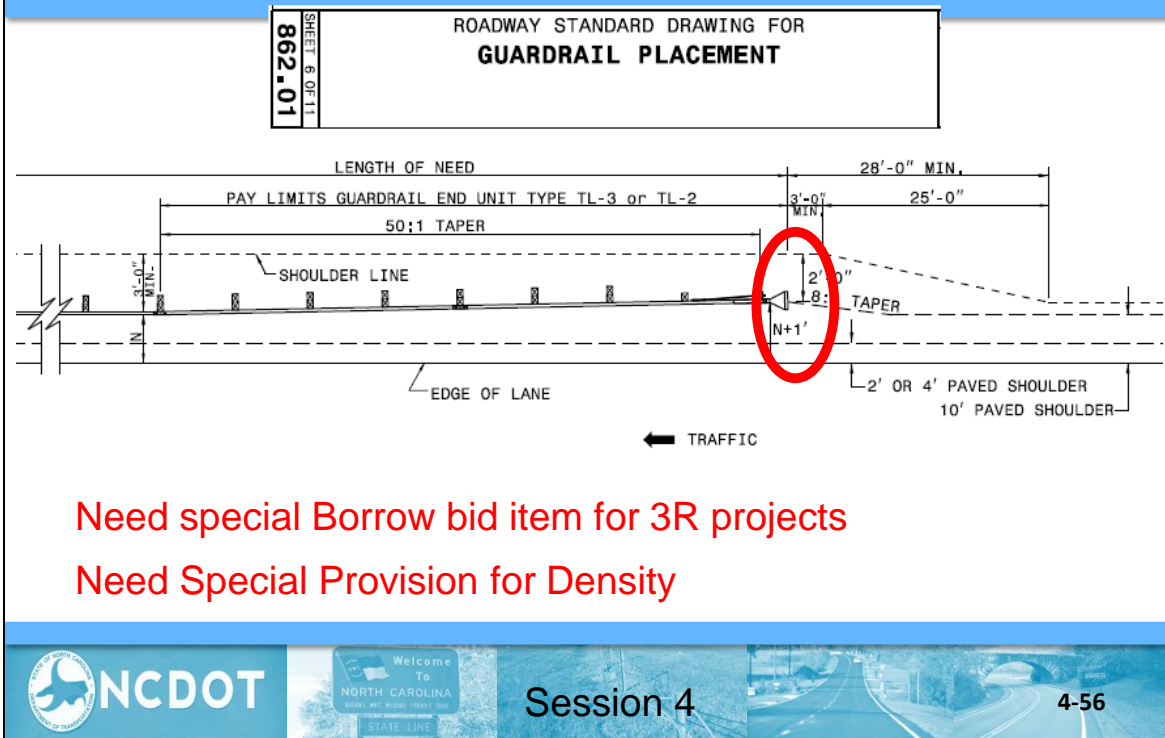 862.01
SHEET 6 OF 11
ROADWAY STANDARD DRAWING FOR
GUARDRAIL PLACEMENT
LENGTH OF NEED
28'-0" MIN.
PAY LIMITS GUARDRAIL END UNIT TYPE TL-3 or TL-2
3'-0" MIN.
25'-0"
50:1 TAPER
SHOULDER LINE
3'-0" MIN.
2'-0"
8: TAPER
N
N+1'
EDGE OF LANE
2' OR 4' PAVED SHOULDER
10' PAVED SHOULDER
TRAFFIC
Need special Borrow bid item for 3R projects
Need Special Provision for Density
NCDOT
Welcome
To
NORTH CAROLINA
STATE LINE
Session 4
4-56